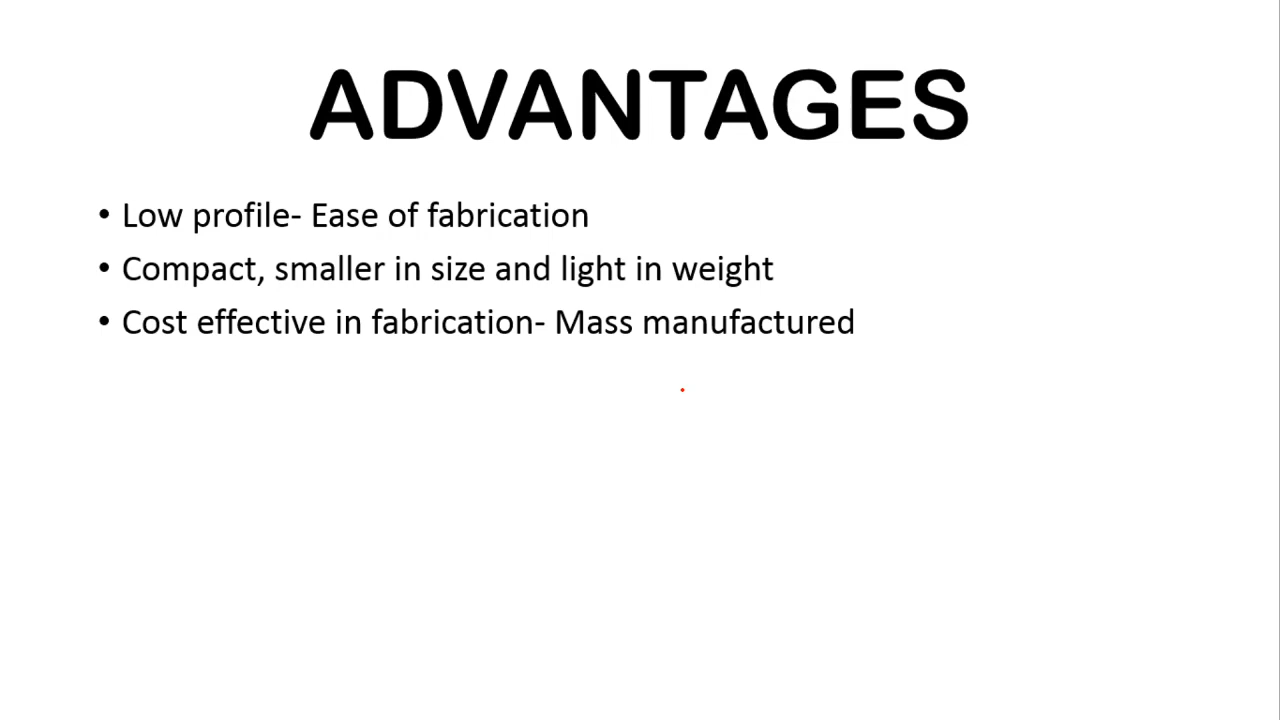 ADVANTAGES
• Low profile- Ease of fabrication
• Compact, smaller in size and light in weight
• Cost effective in fabrication- Mass manufactured